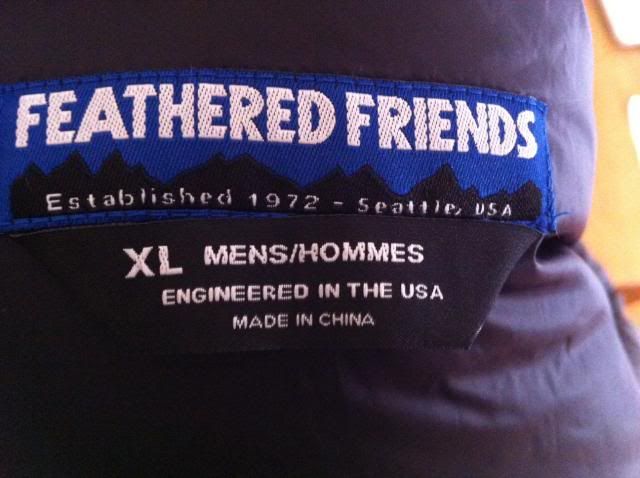 FEATHERED FRIENDS
Established 1972 - Seattle, USA
XL MENS/HOMMES
ENGINEERED IN THE USA
MADE IN CHINA